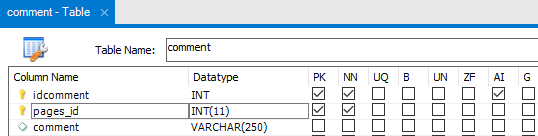 comment - Table ×
Table Name: comment
Column Name Datatype PK NN UQ B UN ZF AI G
idcomment INT
pages_id INT(11)
comment VARCHAR(250)